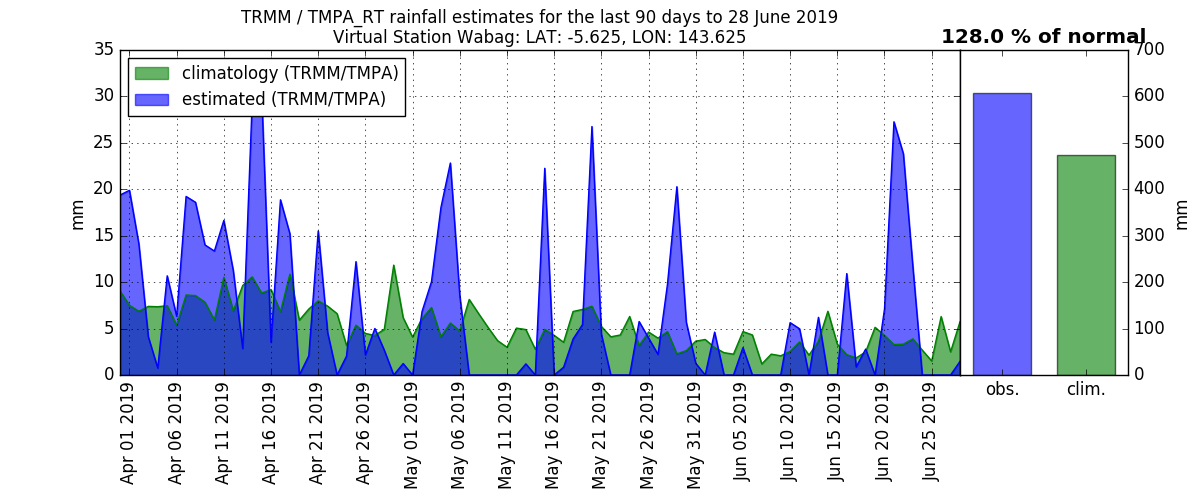 TRMM / TMPA_RT rainfall estimates for the last 90 days to 28 June 2019
Virtual Station Wabag: LAT: -5.625, LON: 143.625
128.0 % of normal
climatology (TRMM/TMPA)
estimated (TRMM/TMPA)
35
30
25
20
15
10
5
0
mm
Apr 01 2019
Apr 06 2019
Apr 11 2019
Apr 16 2019
Apr 21 2019
Apr 26 2019
May 01 2019
May 06 2019
May 11 2019
May 16 2019
May 21 2019
May 26 2019
May 31 2019
Jun 05 2019
Jun 10 2019
Jun 15 2019
Jun 20 2019
Jun 25 2019
obs.
clim.
700
600
500
400
300
200
100
0
mm